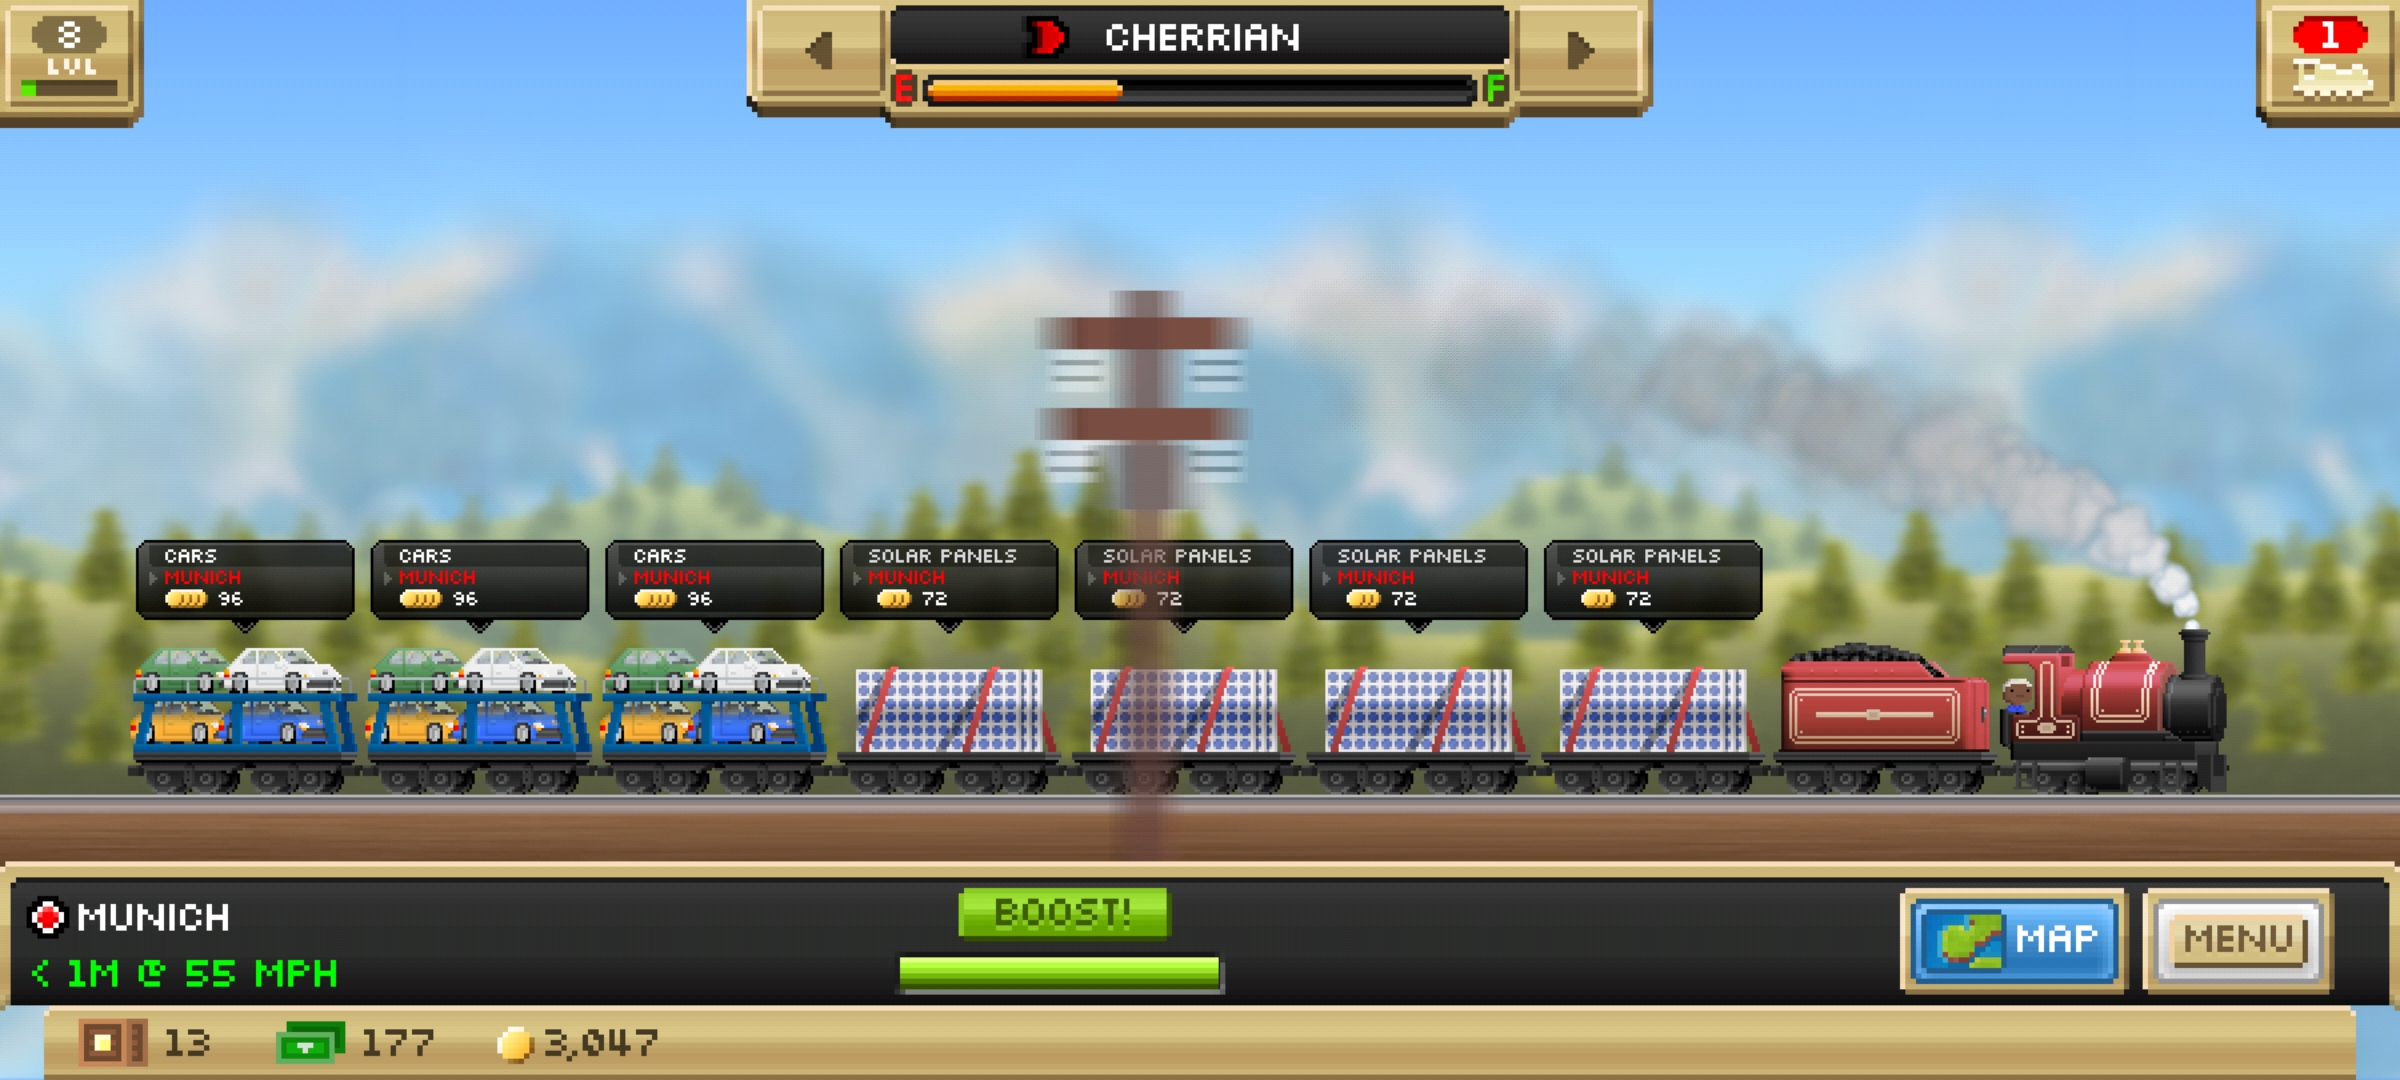 8
LVL
CHERRIAN
E F
1
CARS
MUNICH
96
CARS
MUNICH
96
CARS
MUNICH
96
SOLAR PANELS
MUNICH
72
SOLAR PANELS
MUNICH
72
SOLAR PANELS
MUNICH
72
SOLAR PANELS
MUNICH
72
MUNICH
< 1M @ 55 MPH
BOOST!
MAP
MENU
13 177 3,047